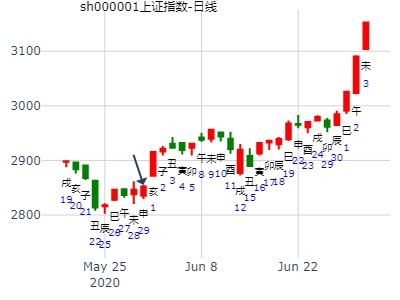 sh000001上证指数-日线
3100
3000
2900
2800
戌 19
亥 20
21
丑 22
辰 25
巳 26
午 27
未 28
申 29
亥 1
子 2
丑 3
寅 4
卯 5
午 8
未 9
申 10
酉 11
戌 12
丑 15
寅 16
卯 17
辰 18
巳 19
申 22
酉 23
戌 24
卯 29
辰 30
巳 1
午 2
未 3
May 25
2020
Jun 8
Jun 22